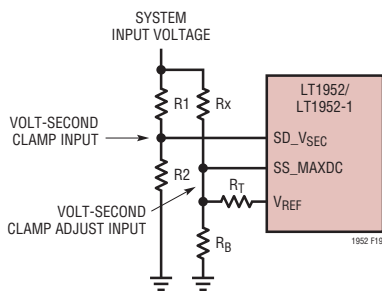 SYSTEM
INPUT VOLTAGE
R1
Rx
LT1952/
LT1952-1
VOLT-SECOND
CLAMP INPUT
SD_VSEC
SS_MAXDC
R2
RT
VREF
VOLT-SECOND
CLAMP ADJUST INPUT
RB
1952 F19